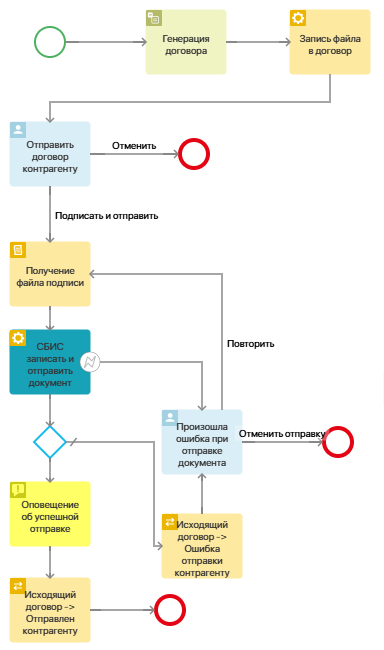 Генерация
договора
Запись файла
в договор
Отправить
договор
контрагенту
Отменить
Подписать и отправить
Получение
файла подписи
Повторить
СБИС
записать и
отправить
документ
Произошла
ошибка при
отправке
документа
Отменить отправку
Оповещение
об успешной
отправке
Исходящий
договор ->
Ошибка
отправки
контрагенту
Исходящий
договор ->
Отправлен
контрагенту